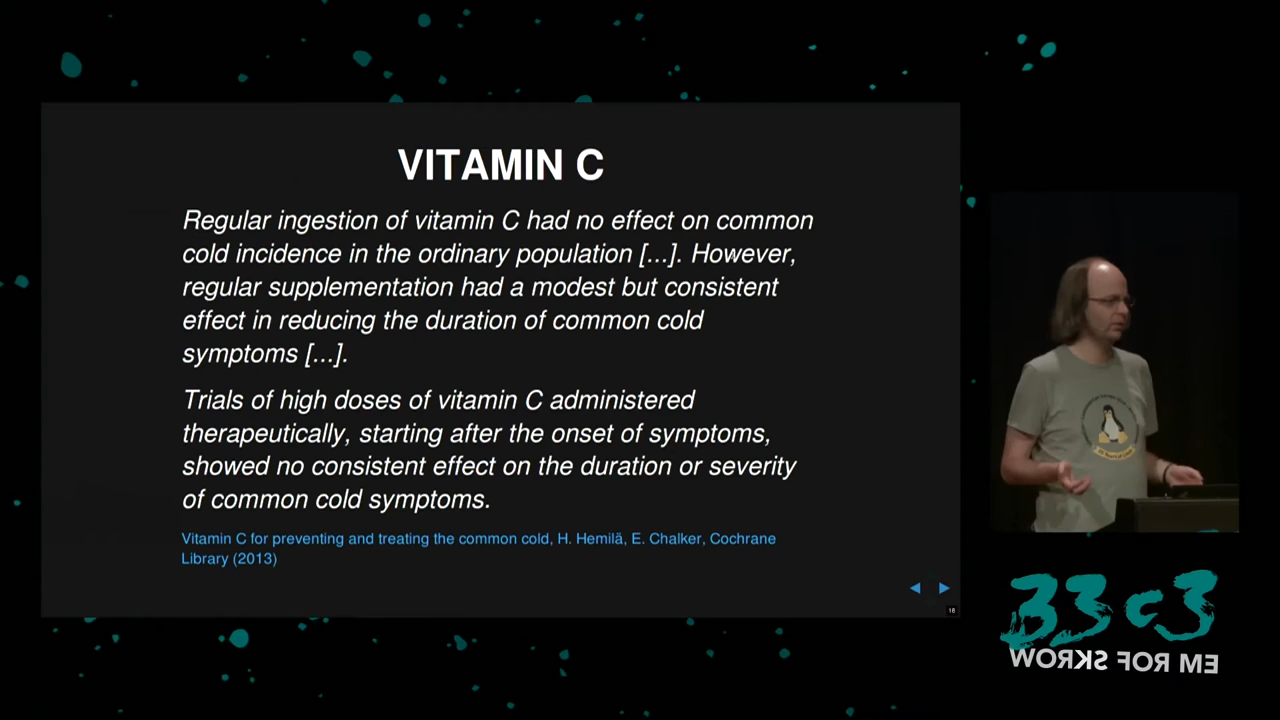 VITAMIN C
Regular ingestion of vitamin C had no effect on common
cold incidence in the ordinary population [...]. However,
regular supplementation had a modest but consistent
effect in reducing the duration of common cold
symptoms [...].
Trials of high doses of vitamin C administered
therapeutically, starting after the onset of symptoms,
showed no consistent effect on the duration or severity
of common cold symptoms.
Vitamin C for preventing and treating the common cold, H. Hemilä, E. Chalker, Cochrane
Library (2013)
18
33c3
WORKS FOR ME